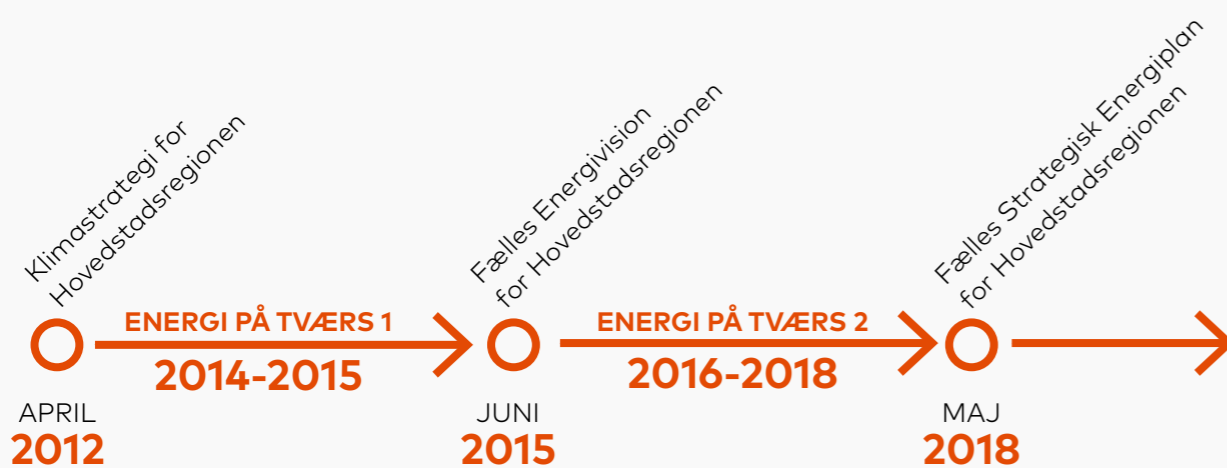 Klimastrategi for
Hovedstadsregionen
Fælles Energivision
for Hovedstadsregionen
Fælles Strategisk Energiplan
for Hovedstadsregionen
ENERGI PÅ TVÆRS 1
2014-2015
ENERGI PÅ TVÆRS 2
2016-2018
APRIL
2012
JUNI
2015
MAJ
2018